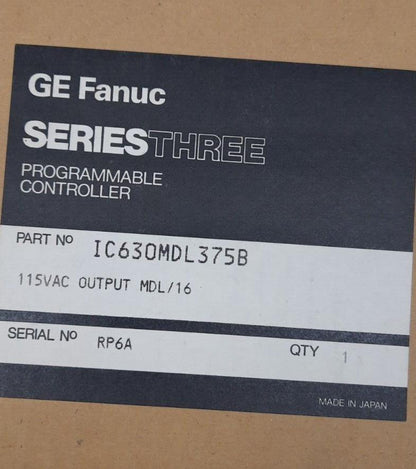 GE Fanuc
SERIES THREE
PROGRAMMABLE
CONTROLLER
PART Nº IC630MDL375B
115VAC OUTPUT MDL/16
SERIAL Nº RP6A QTY 1
MADE IN JAPAN